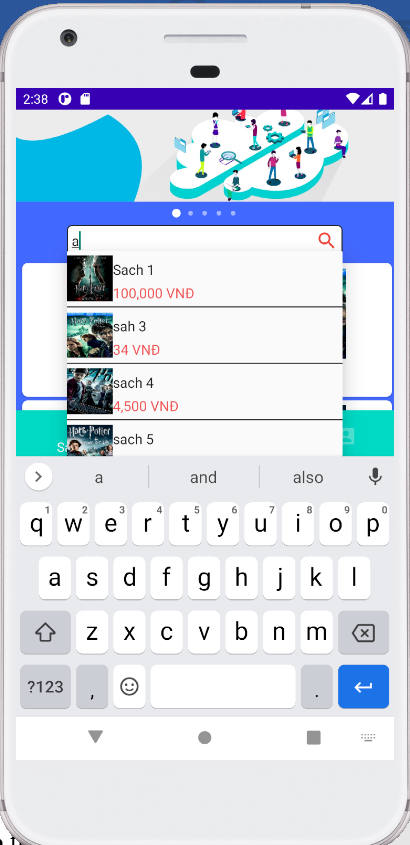 2:38
a
Sach 1
100,000 VNĐ
sah 3
34 VNĐ
sach 4
4,500 VNĐ
sach 5
a and also
1 2 3 4 5 6 7 8 9 0
q w e r t y u i o p
a s d f g h j k l
z x c v b n m
?123 , .